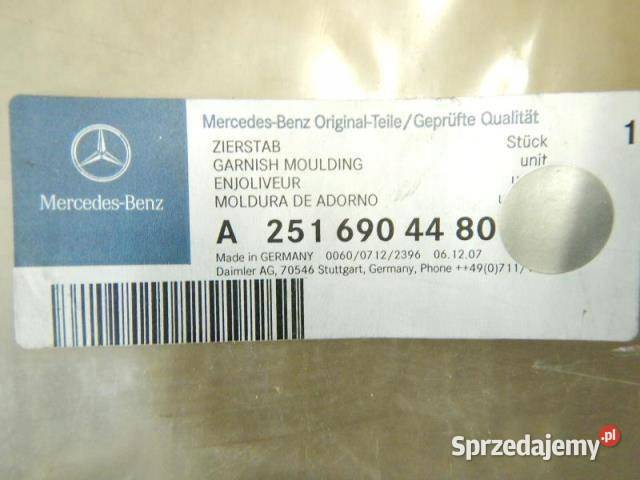 Mercedes-Benz Original-Teile/Geprüfte Qualität
ZIERSTAB Stück 1
GARNISH MOULDING unit
ENJOLIVEUR
MOLDURA DE ADORNO
Mercedes-Benz
A 251 690 44 80
Made in GERMANY 0060/0712/2396 06.12.07
Daimler AG, 70546 Stuttgart, Germany, Phone ++49(0)711/
Sprzedajemy.pl